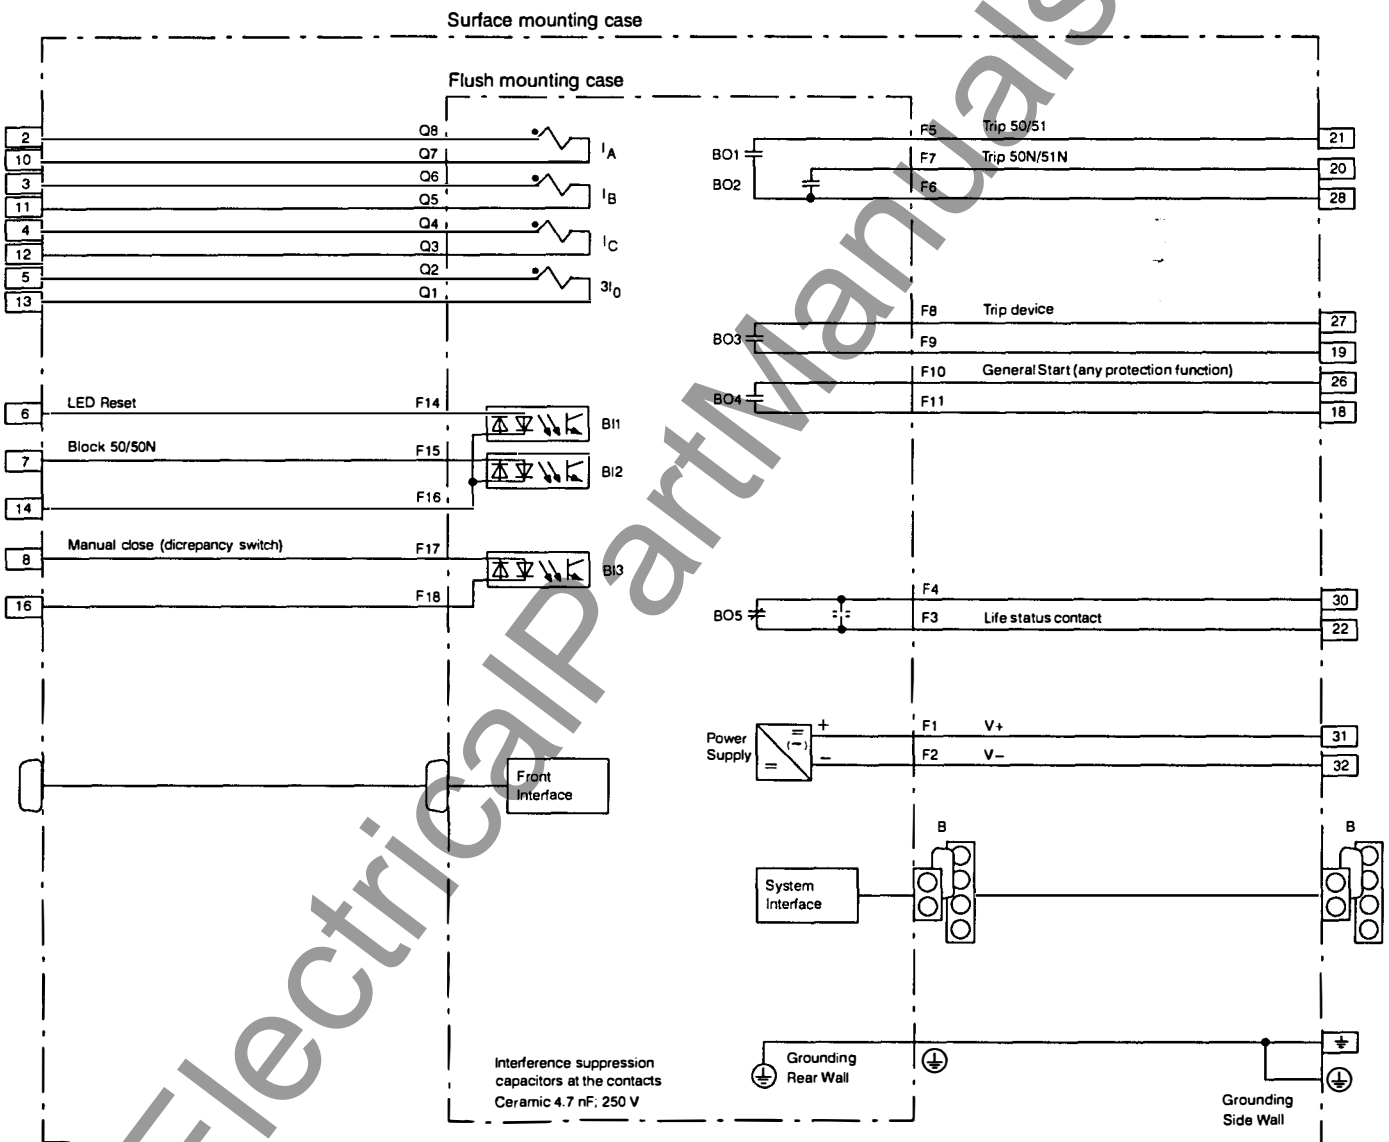 Surface mounting case
Flush mounting case
2 Q8
10 Q7 IA
3 Q6
11 Q5 IB
4 Q4
12 Q3 IC
5 Q2
13 Q1 3I0
6 LED Reset F14 BI1
7 Block 50/50N F15 BI2
14 F16
8 Manual close (dicrepancy switch) F17 BI3
16 F18
Front
Interface
Interference suppression
capacitors at the contacts
Ceramic 4.7 nF; 250 V
BO1 F5 Trip 50/51 21
BO2 F7 Trip 50N/51N 20
F6 28
BO3 F8 Trip device 27
F9 19
BO4 F10 General Start (any protection function) 26
F11 18
BO5 F4 30
F3 Life status contact 22
Power
Supply
+ F1 V+ 31
− F2 V− 32
= (~) =
B B
System
Interface
Grounding
Rear Wall
Grounding
Side Wall
ElectricalPartManuals